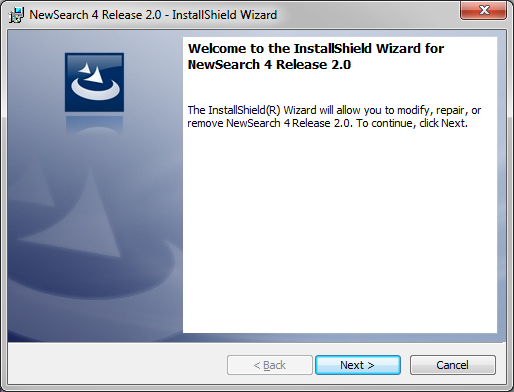 NewSearch 4 Release 2.0 - InstallShield Wizard
Welcome to the InstallShield Wizard for
NewSearch 4 Release 2.0
The InstallShield(R) Wizard will allow you to modify, repair, or
remove NewSearch 4 Release 2.0. To continue, click Next.
< Back
Next >
Cancel